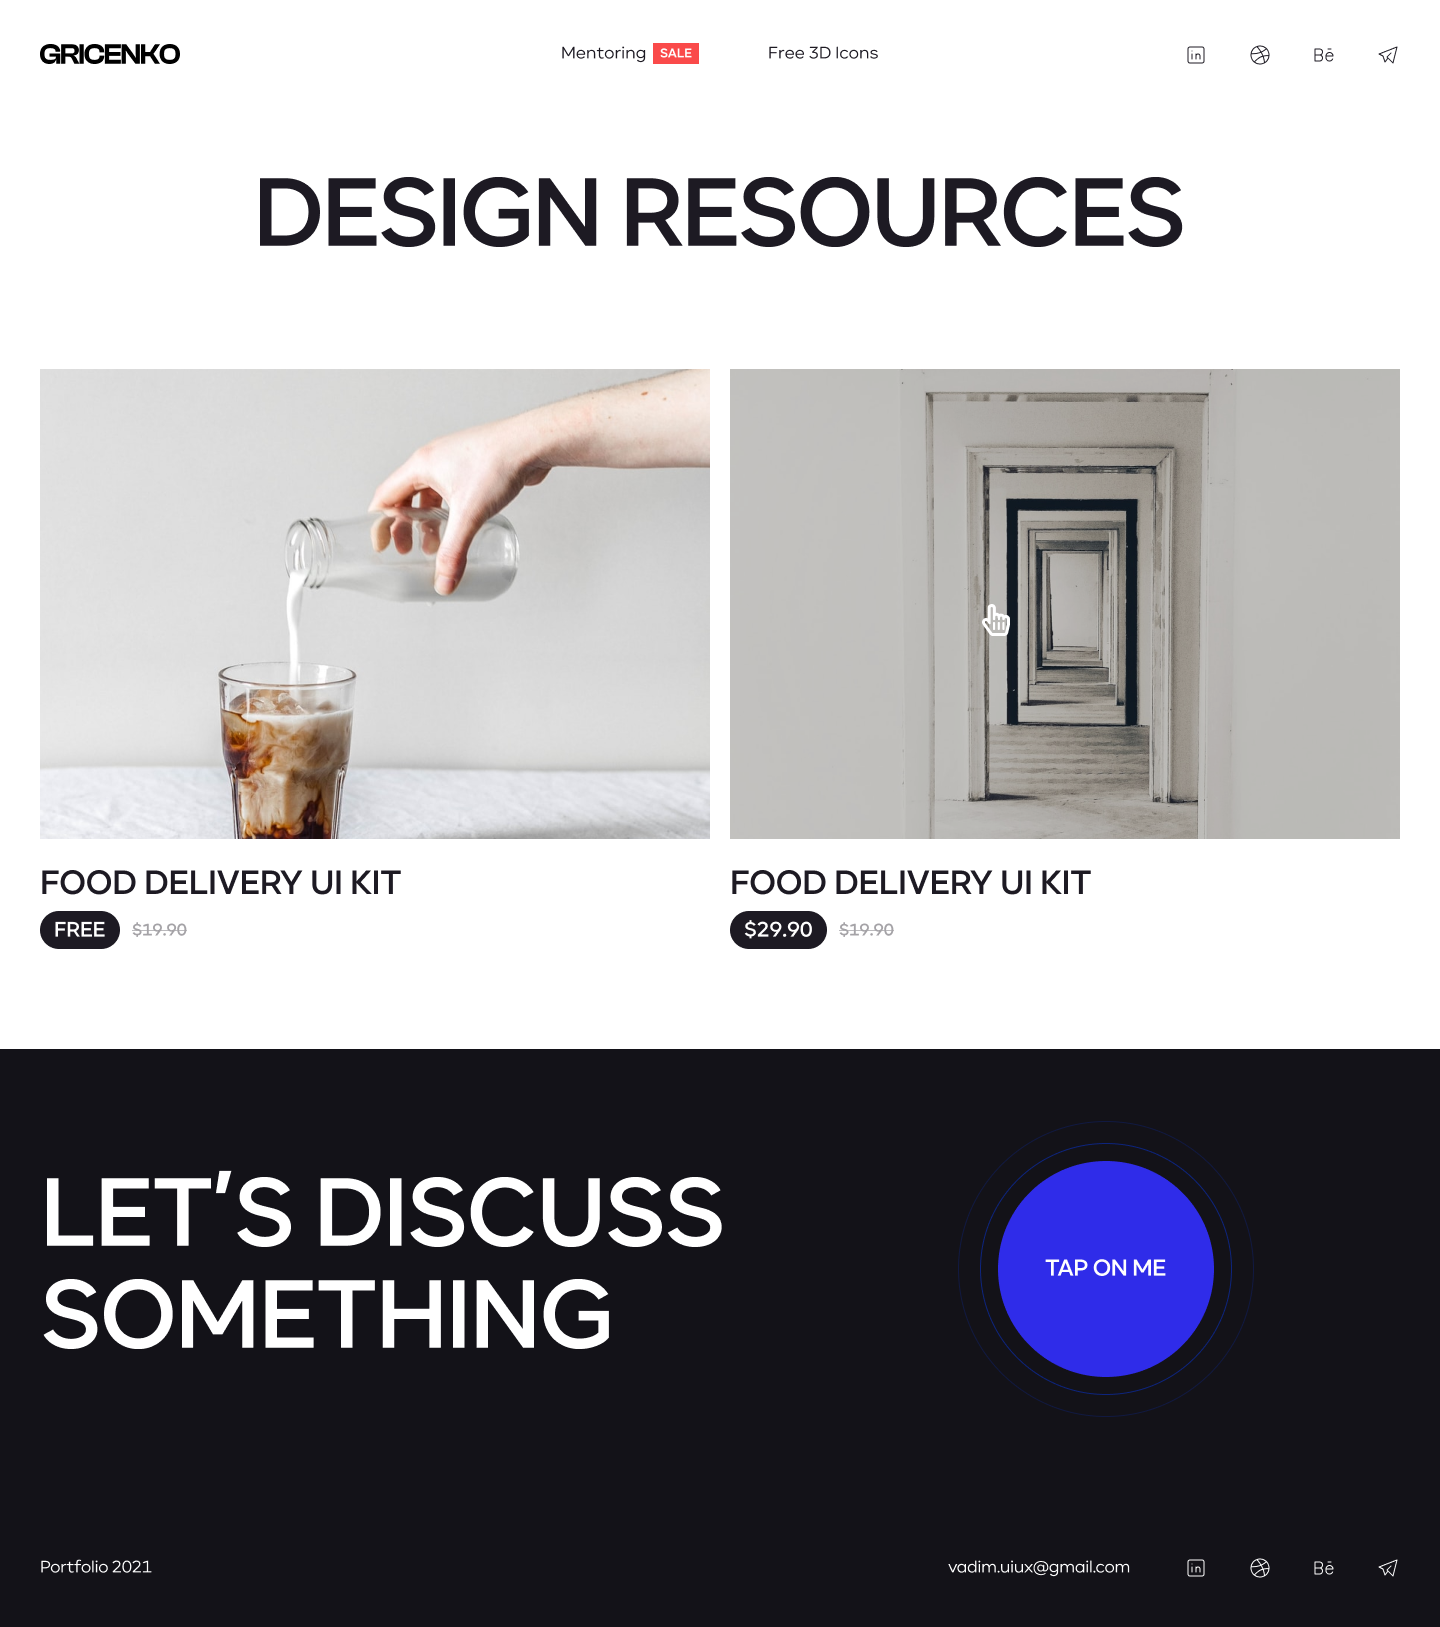 GRICENKO
Mentoring SALE
Free 3D Icons
in
Bē
DESIGN RESOURCES
FOOD DELIVERY UI KIT
FREE $19.90
FOOD DELIVERY UI KIT
$29.90 $19.90
LET'S DISCUSS
SOMETHING
TAP ON ME
Portfolio 2021
vadim.uiux@gmail.com
in
Bē